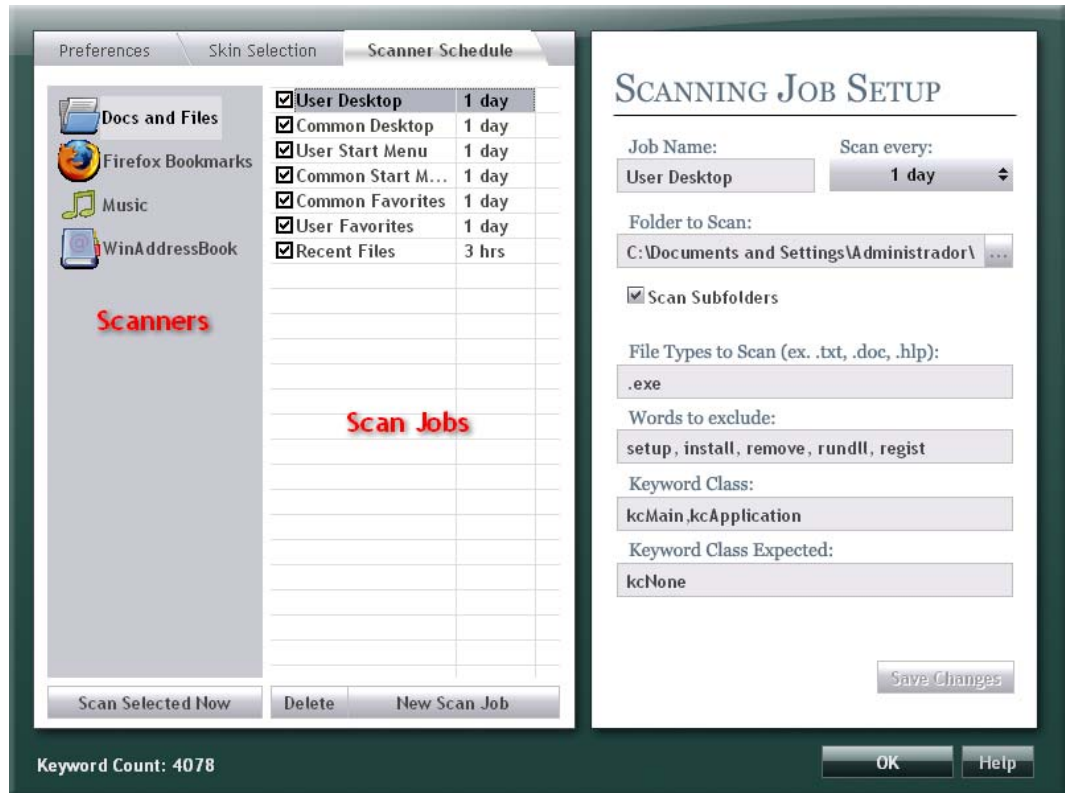 Preferences
Skin Selection
Scanner Schedule
Docs and Files
Firefox Bookmarks
Music
WinAddressBook
Scanners
User Desktop 1 day
Common Desktop 1 day
User Start Menu 1 day
Common Start M... 1 day
Common Favorites 1 day
User Favorites 1 day
Recent Files 3 hrs
Scan Jobs
Scan Selected Now
Delete
New Scan Job
SCANNING JOB SETUP
Job Name: Scan every:
User Desktop 1 day
Folder to Scan:
C:\Documents and Settings\Administrador\ ...
Scan Subfolders
File Types to Scan (ex. .txt, .doc, .hlp):
.exe
Words to exclude:
setup, install, remove, rundll, regist
Keyword Class:
kcMain,kcApplication
Keyword Class Expected:
kcNone
Save Changes
Keyword Count: 4078
OK
Help